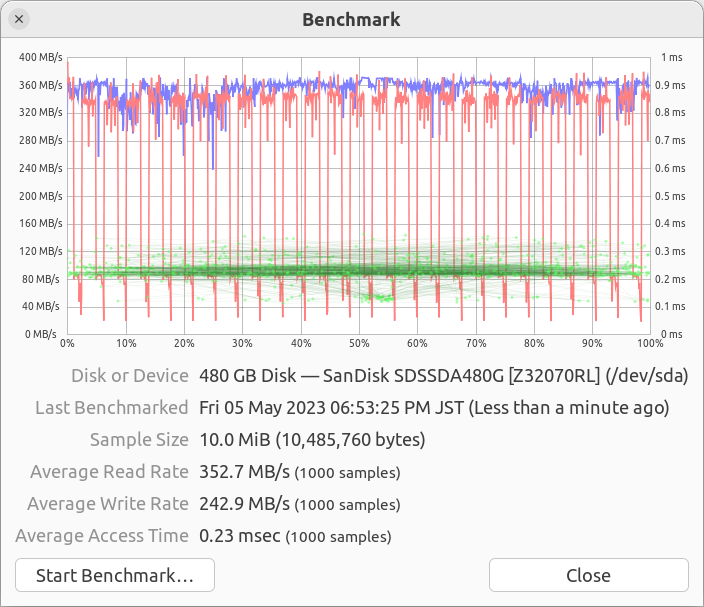 Benchmark
400 MB/s
360 MB/s
320 MB/s
280 MB/s
240 MB/s
200 MB/s
160 MB/s
120 MB/s
80 MB/s
40 MB/s
0 MB/s
1 ms
0.9 ms
0.8 ms
0.7 ms
0.6 ms
0.5 ms
0.4 ms
0.3 ms
0.2 ms
0.1 ms
0 ms
0% 10% 20% 30% 40% 50% 60% 70% 80% 90% 100%
Disk or Device 480 GB Disk — SanDisk SDSSDA480G [Z32070RL] (/dev/sda)
Last Benchmarked Fri 05 May 2023 06:53:25 PM JST (Less than a minute ago)
Sample Size 10.0 MiB (10,485,760 bytes)
Average Read Rate 352.7 MB/s (1000 samples)
Average Write Rate 242.9 MB/s (1000 samples)
Average Access Time 0.23 msec (1000 samples)
Start Benchmark… Close